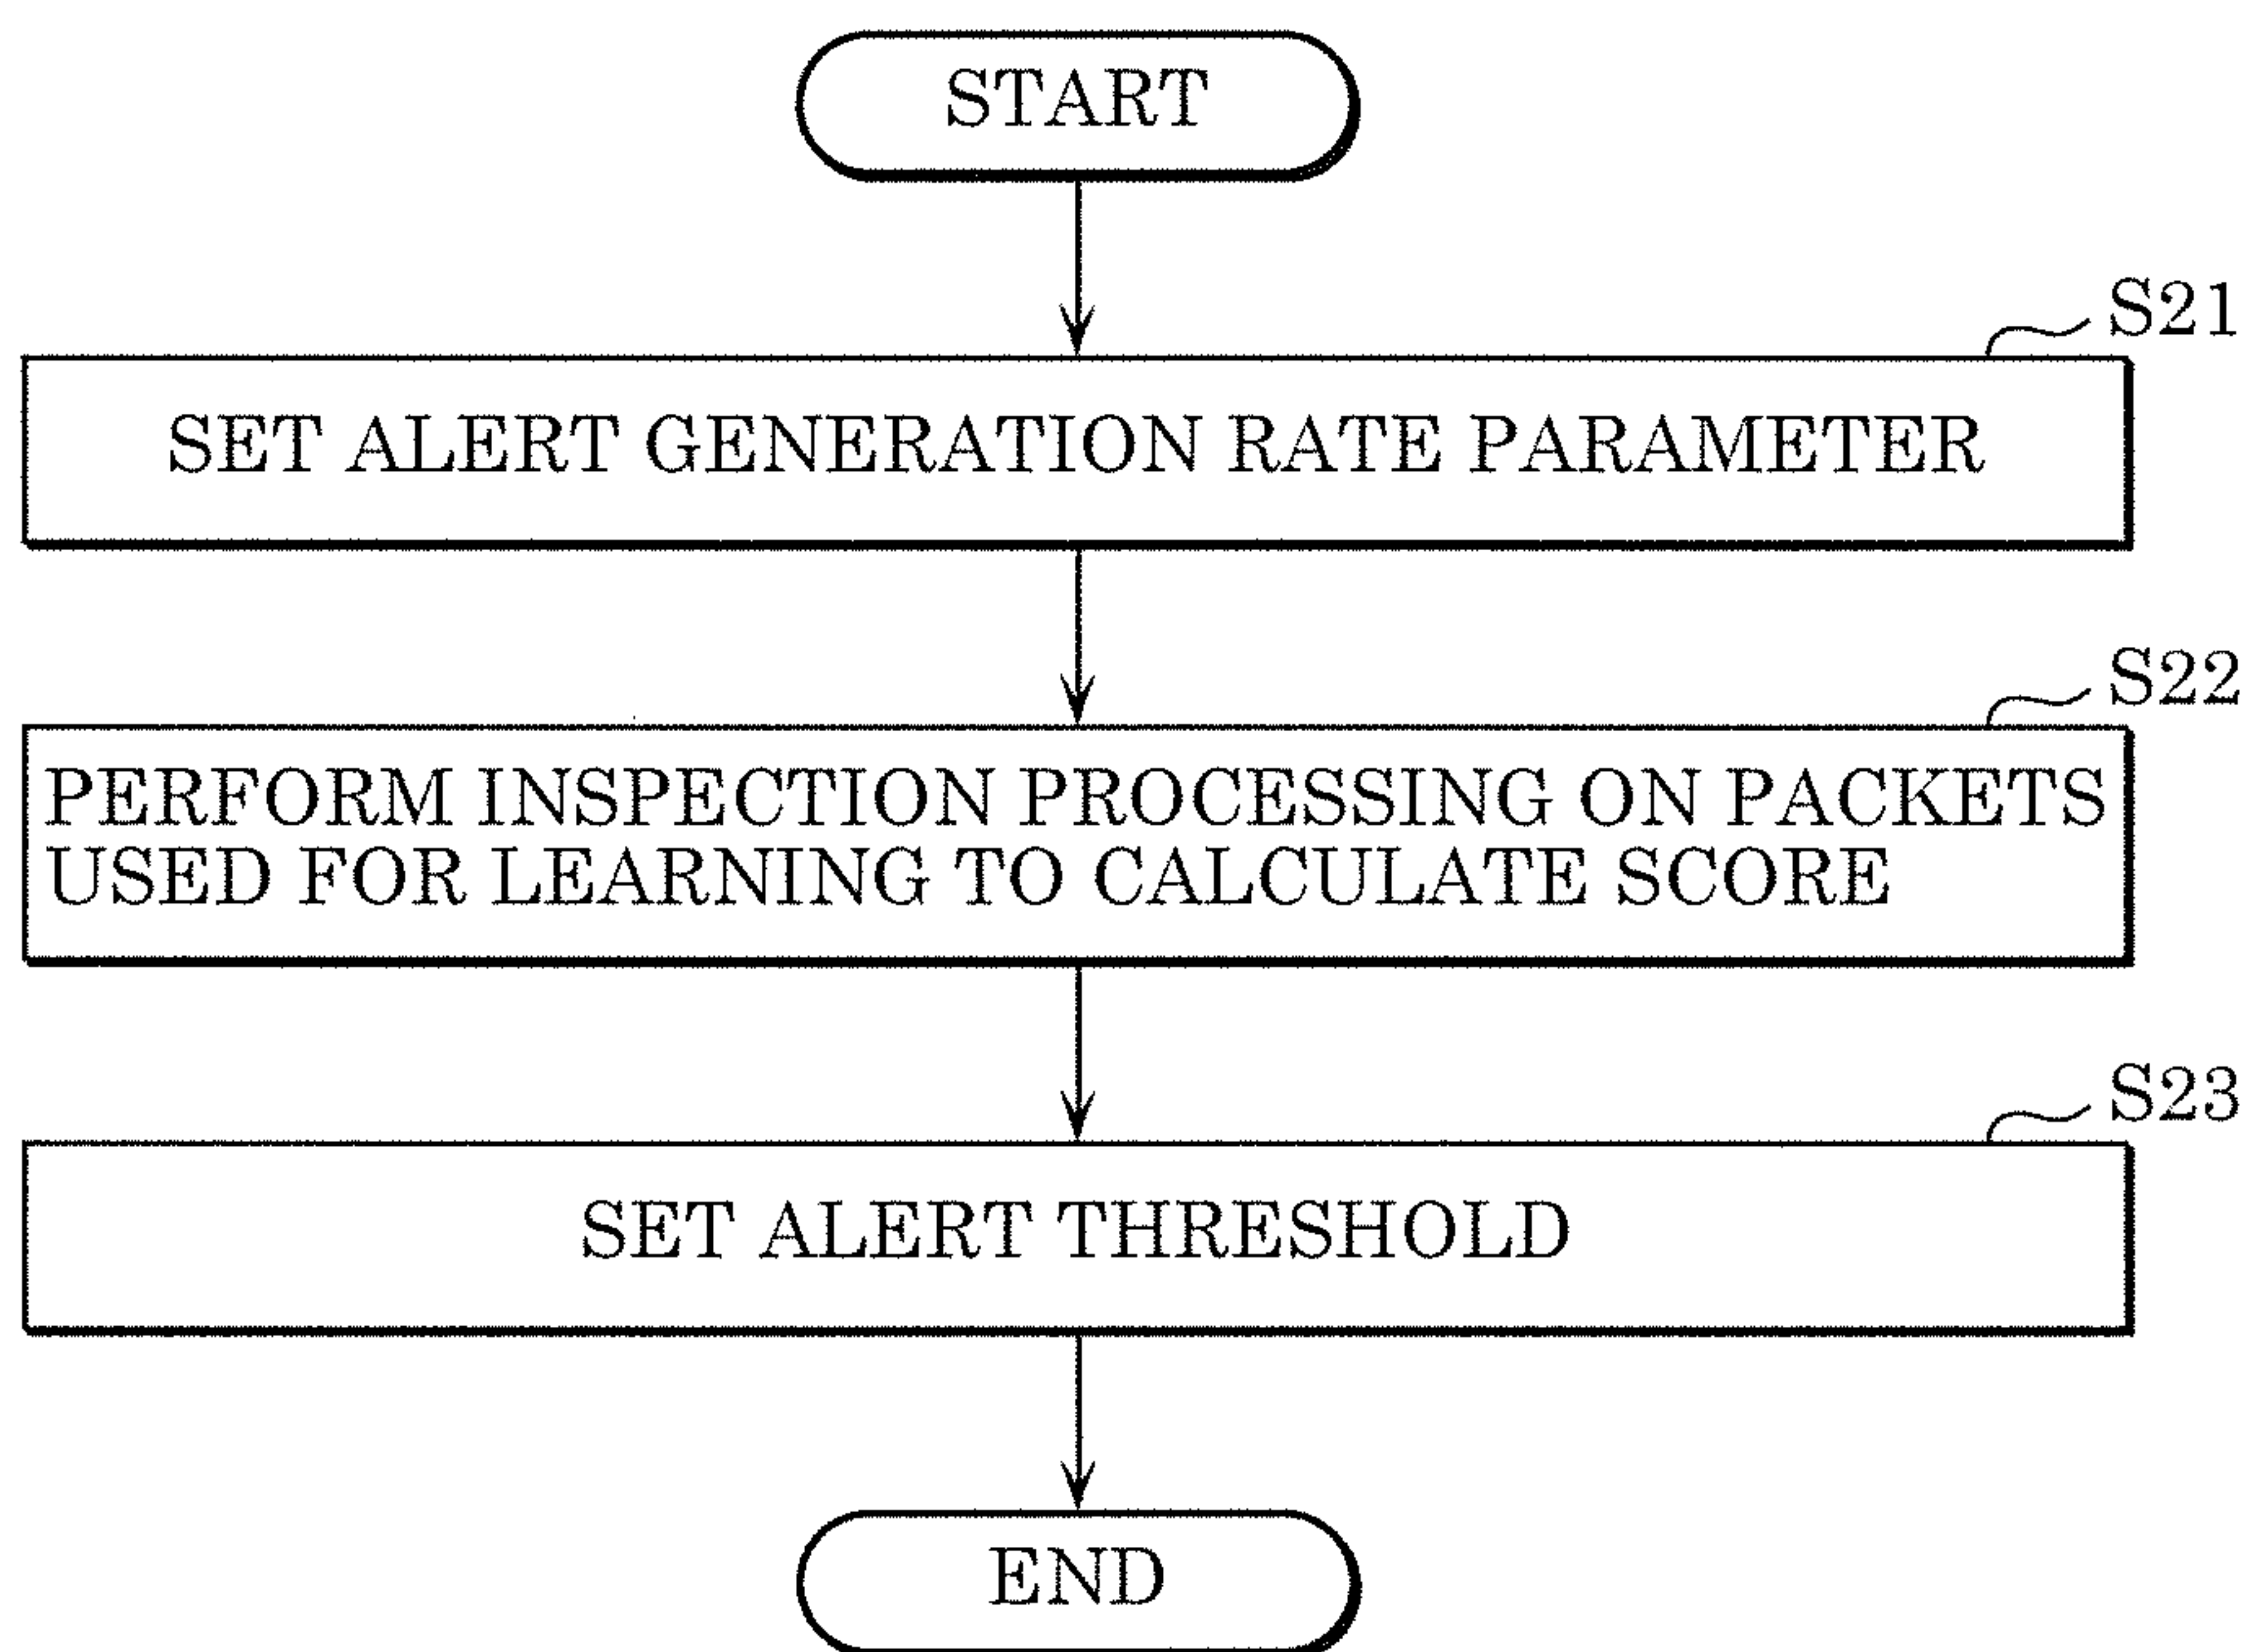 START
S21
SET ALERT GENERATION RATE PARAMETER
S22
PERFORM INSPECTION PROCESSING ON PACKETS
USED FOR LEARNING TO CALCULATE SCORE
S23
SET ALERT THRESHOLD
END